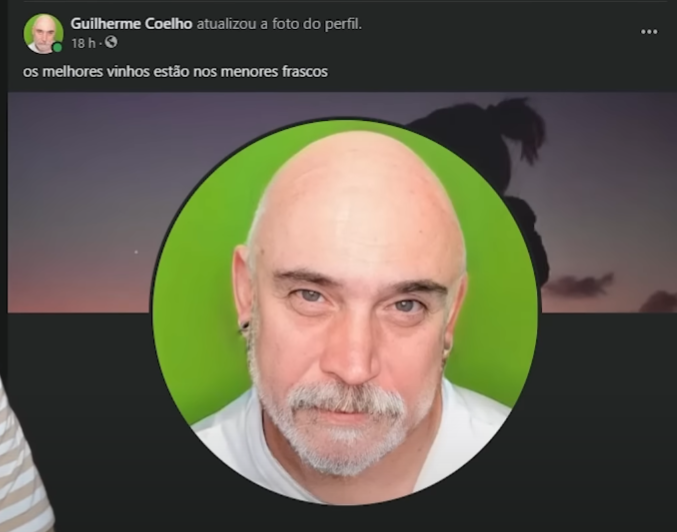 Guilherme Coelho atualizou a foto do perfil.
18 h ·
os melhores vinhos estão nos menores frascos